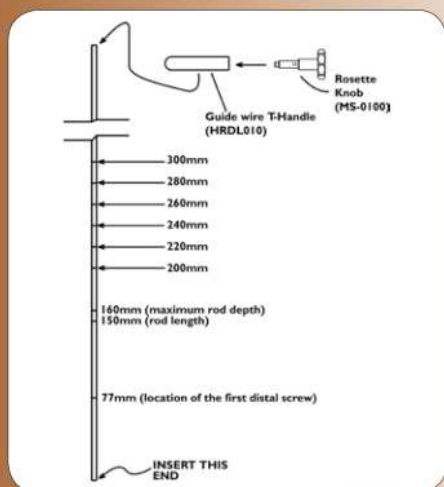 Rosette
Knob
(MS-0100)
Guide wire T-Handle
(HRDL010)
300mm
280mm
260mm
240mm
220mm
200mm
160mm (maximum rod depth)
150mm (rod length)
77mm (location of the first distal screw)
INSERT THIS
END